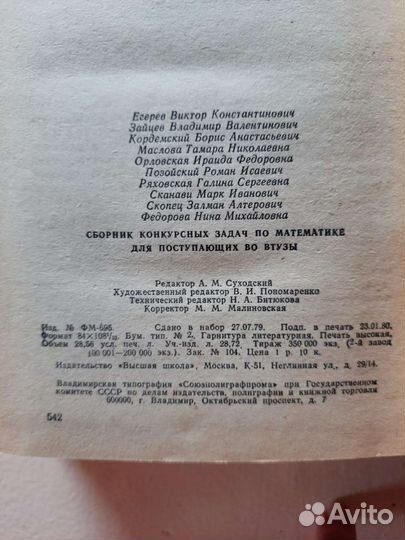 Егерев Виктор Константинович
Зайцев Владимир Валентинович
Кордемский Борис Анастасьевич
Маслова Тамара Николаевна
Орловская Ираида Федоровна
Позойский Роман Исаевич
Ряховская Галина Сергеевна
Сканави Марк Иванович
Скопец Залман Алтерович
Федорова Нина Михайловна
СБОРНИК КОНКУРСНЫХ ЗАДАЧ ПО МАТЕМАТИКЕ
ДЛЯ ПОСТУПАЮЩИХ ВО ВТУЗЫ
Редактор А. М. Суходский
Художественный редактор В. И. Пономаренко
Технический редактор Н. А. Битюкова
Корректор М. М. Малиновская
Изд. № ФМ-695. Сдано в набор 27.07.79. Подп. в печать 23.01.80.
Формат 84×108¹/₃₂ Бум. тип. № 2, Гарнитура литературная. Печать высокая,
Объем 28,56 усл. печ. л. Уч.-изд. л. 28,72. Тираж 350 000 экз. (2-й завод
100 001—200 000 экз.). Зак. № 104. Цена 1 р. 10 к.
Издательство «Высшая школа», Москва, К-51, Неглинная ул., д. 29/14.
Владимирская типография «Союзполиграфпрома» при Государственном
комитете СССР по делам издательств, полиграфии и книжной торговли
600000, г. Владимир, Октябрьский проспект, д. 7
542
Avito